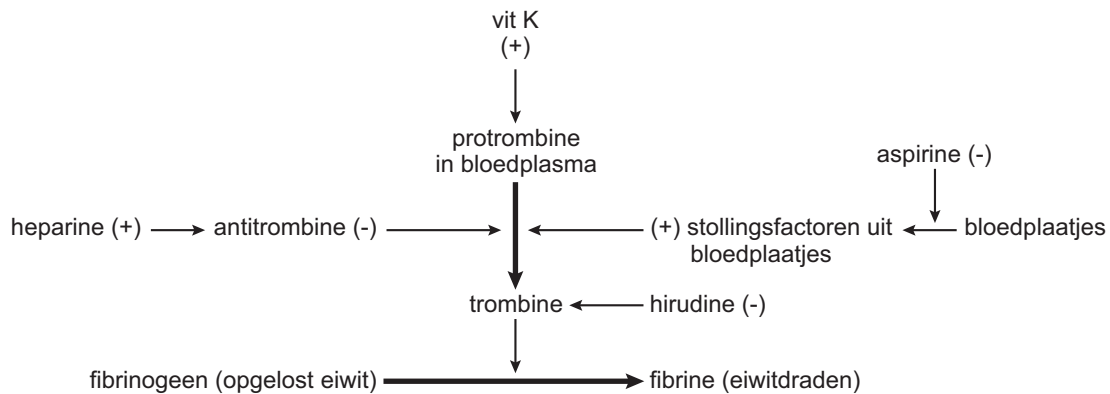 vit K
(+)
protrombine
in bloedplasma
aspirine (-)
heparine (+)
antitrombine (-)
(+) stollingsfactoren uit
bloedplaatjes
bloedplaatjes
trombine
hirudine (-)
fibrinogeen (opgelost eiwit)
fibrine (eiwitdraden)